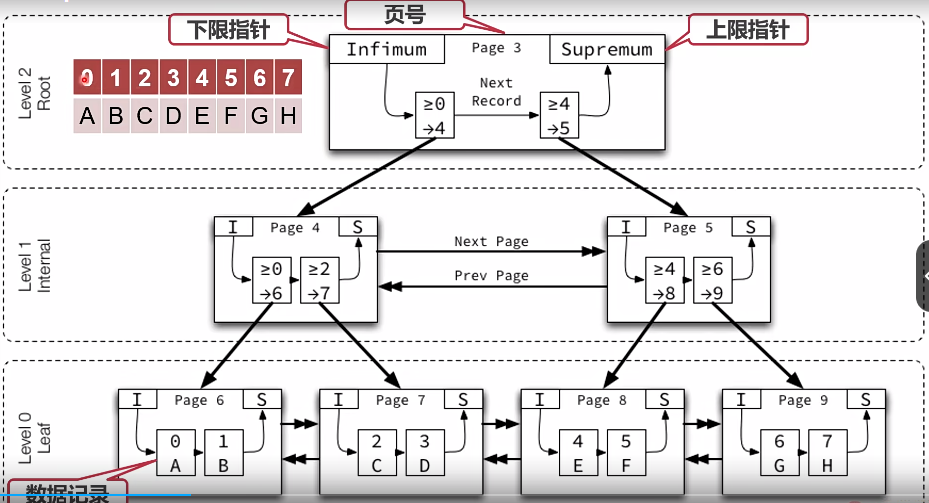 页号
下限指针
上限指针
Infimum Page 3 Supremum
Level 2
Root
0 1 2 3 4 5 6 7
A B C D E F G H
Next
Record
≥0
→4
≥4
→5
Level 1
Internal
I Page 4 S
≥0
→6
≥2
→7
Next Page
Prev Page
I Page 5 S
≥4
→8
≥6
→9
Level 0
Leaf
I Page 6 S
0 1
A B
I Page 7 S
2 3
C D
I Page 8 S
4 5
E F
I Page 9 S
6 7
G H
数据记录